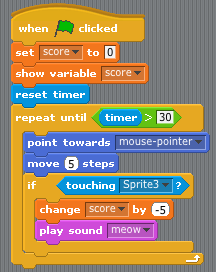 when clicked
set score to 0
show variable score
reset timer
repeat until timer > 30
point towards mouse-pointer
move 5 steps
if touching Sprite3 ?
change score by -5
play sound meow